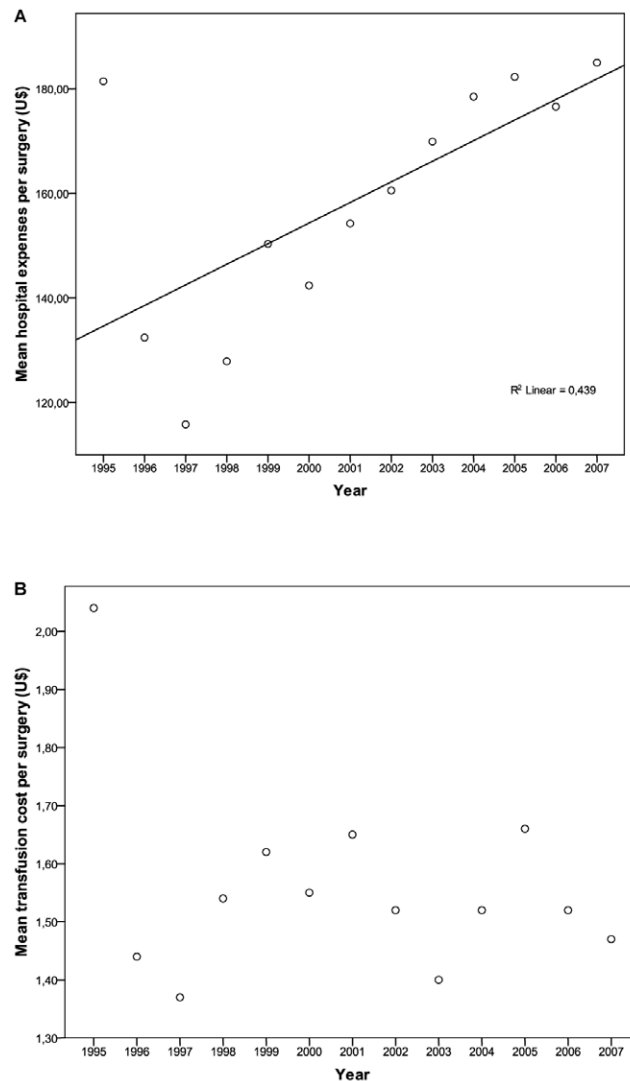 A
Mean hospital expenses per surgery (U$)
180,00
160,00
140,00
120,00
R² Linear = 0,439
1995 1996 1997 1998 1999 2000 2001 2002 2003 2004 2005 2006 2007
Year
B
Mean transfusion cost per surgery (U$)
2,00
1,90
1,80
1,70
1,60
1,50
1,40
1,30
1995 1996 1997 1998 1999 2000 2001 2002 2003 2004 2005 2006 2007
Year